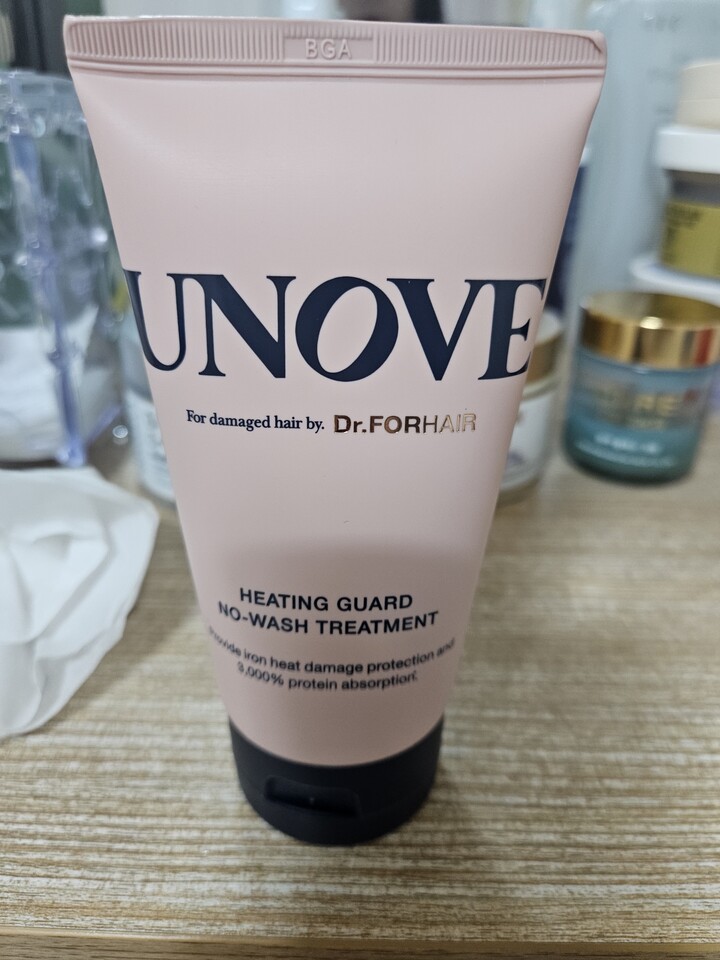 BGA
UNOVE
For damaged hair by. Dr.FORHAIR
HEATING GUARD
NO-WASH TREATMENT
Provide iron heat damage protection and
3,000% protein absorption.